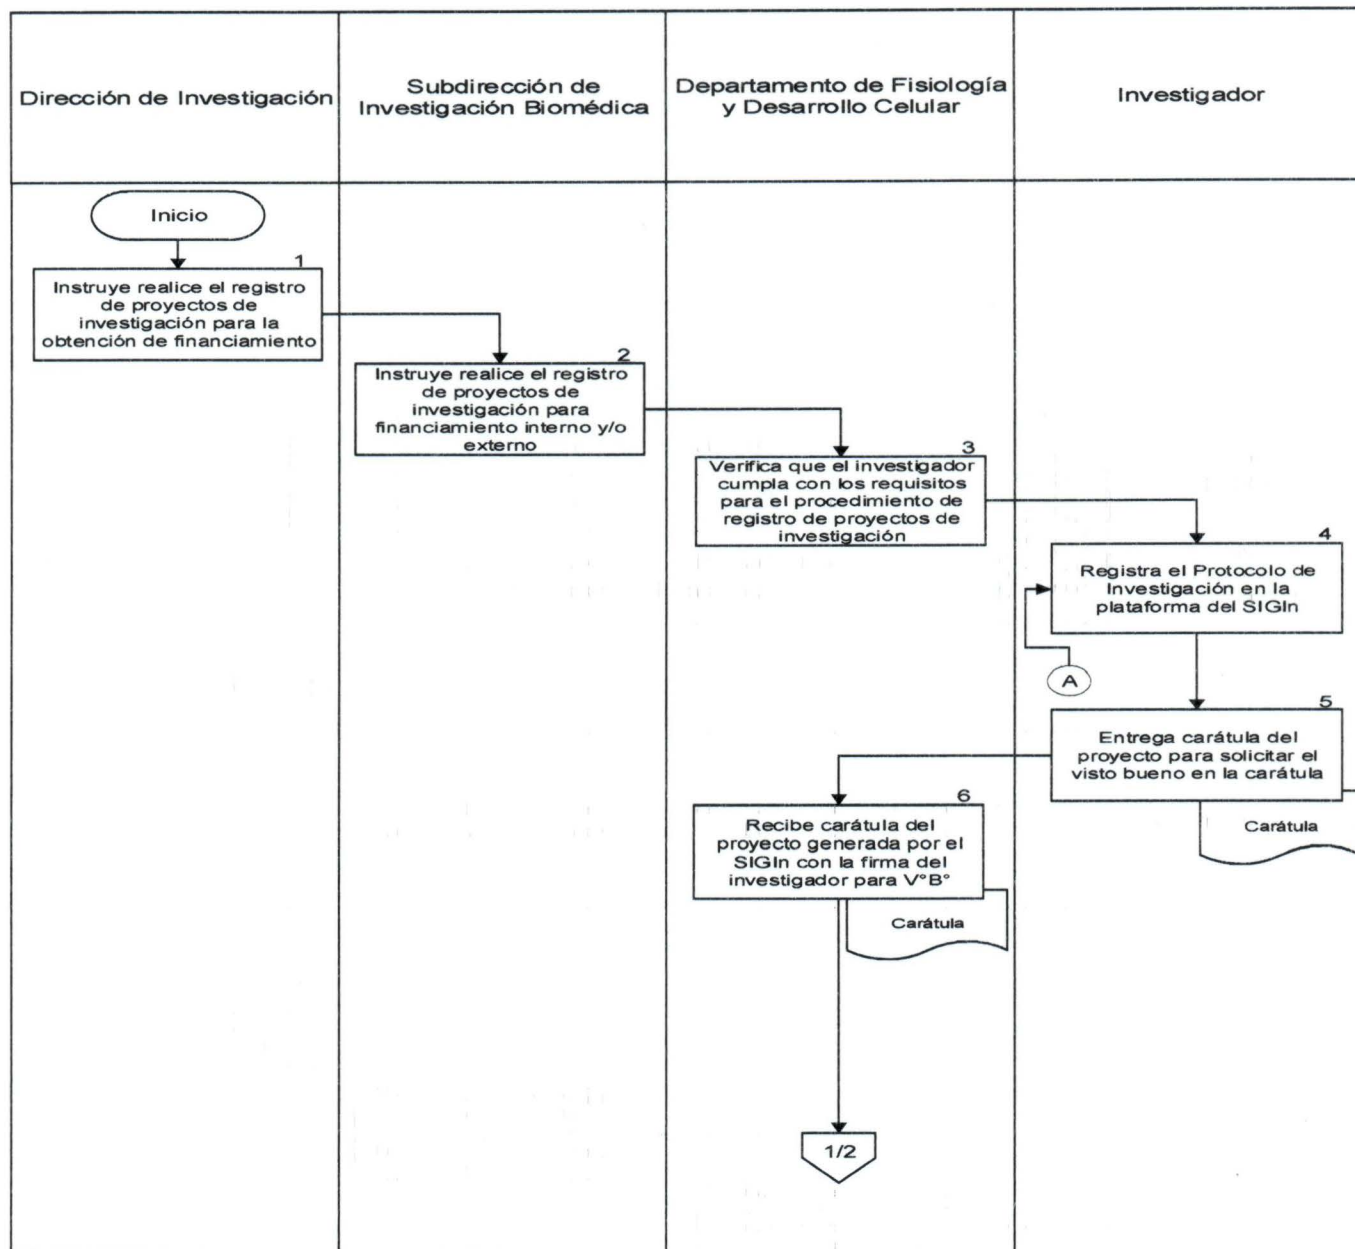 Dirección de Investigación
Subdirección de
Investigación Biomédica
Departamento de Fisiología
y Desarrollo Celular
Investigador
Inicio
1
Instruye realice el registro
de proyectos de
investigación para la
obtención de financiamiento
2
Instruye realice el registro
de proyectos de
investigación para
financiamiento interno y/o
externo
3
Verifica que el investigador
cumpla con los requisitos
para el procedimiento de
registro de proyectos de
investigación
4
Registra el Protocolo de
Investigación en la
plataforma del SIGIn
A
5
Entrega carátula del
proyecto para solicitar el
visto bueno en la carátula
Carátula
6
Recibe carátula del
proyecto generada por el
SIGIn con la firma del
investigador para V°B°
Carátula
1/2